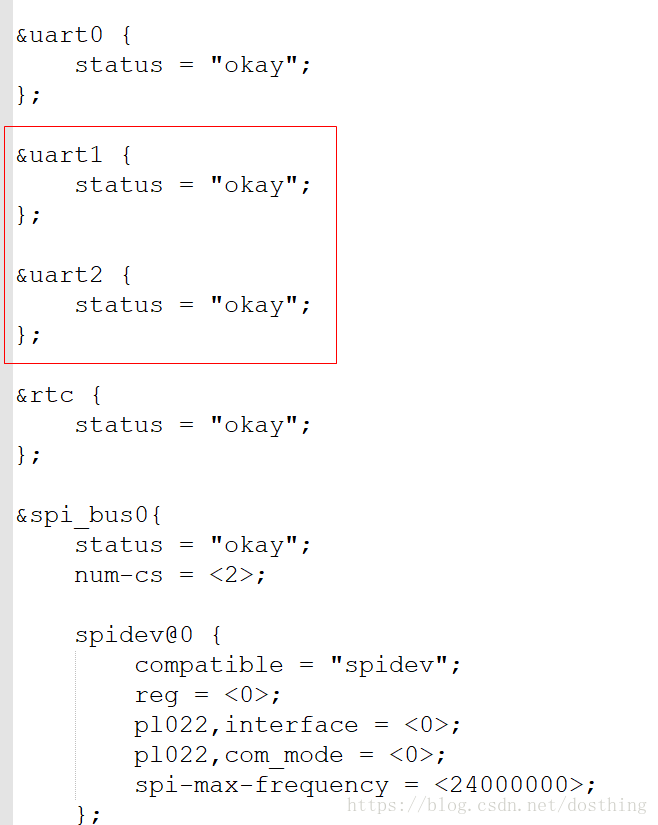 &uart0 {
    status = "okay";
};
&uart1 {
    status = "okay";
};
&uart2 {
    status = "okay";
};
&rtc {
    status = "okay";
};
&spi_bus0{
    status = "okay";
    num-cs = <2>;
    spidev@0 {
        compatible = "spidev";
        reg = <0>;
        pl022,interface = <0>;
        pl022,com_mode = <0>;
        spi-max-frequency = <24000000>;
    };
https://blog.csdn.net/dosthing